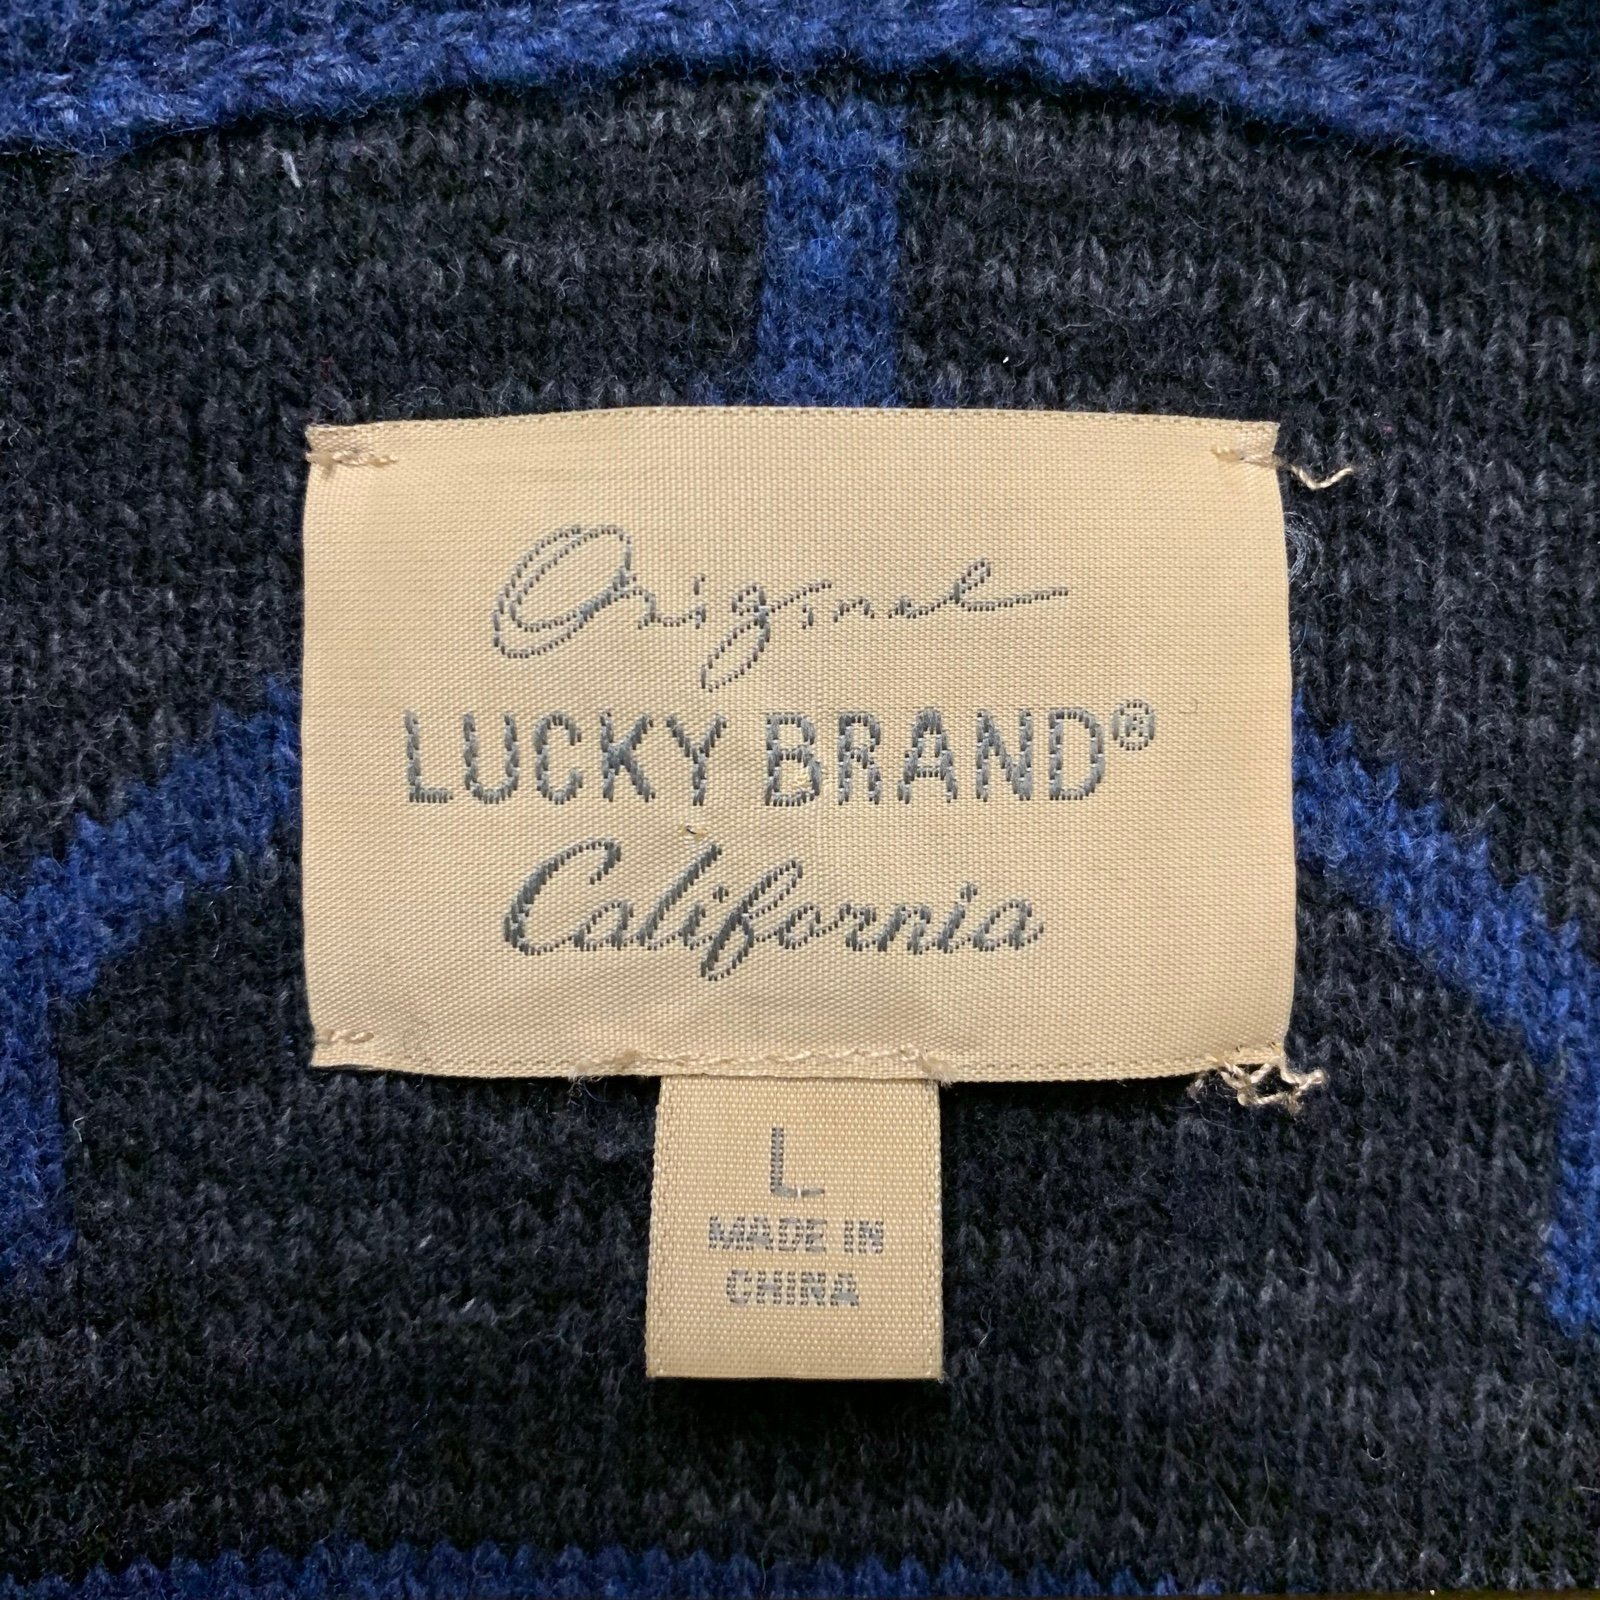 Original
LUCKY BRAND®
California
L
MADE IN
CHINA